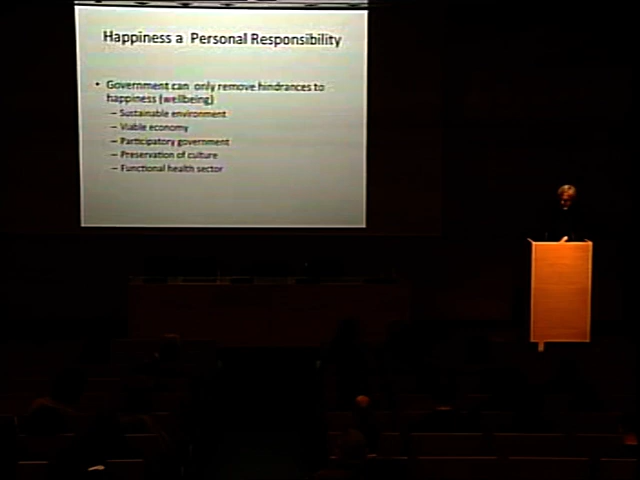 Happiness a Personal Responsibility
• Government can only remove hindrances to
happiness (wellbeing)
– Sustainable environment
– Viable economy
– Participatory government
– Preservation of culture
– Functional health sector